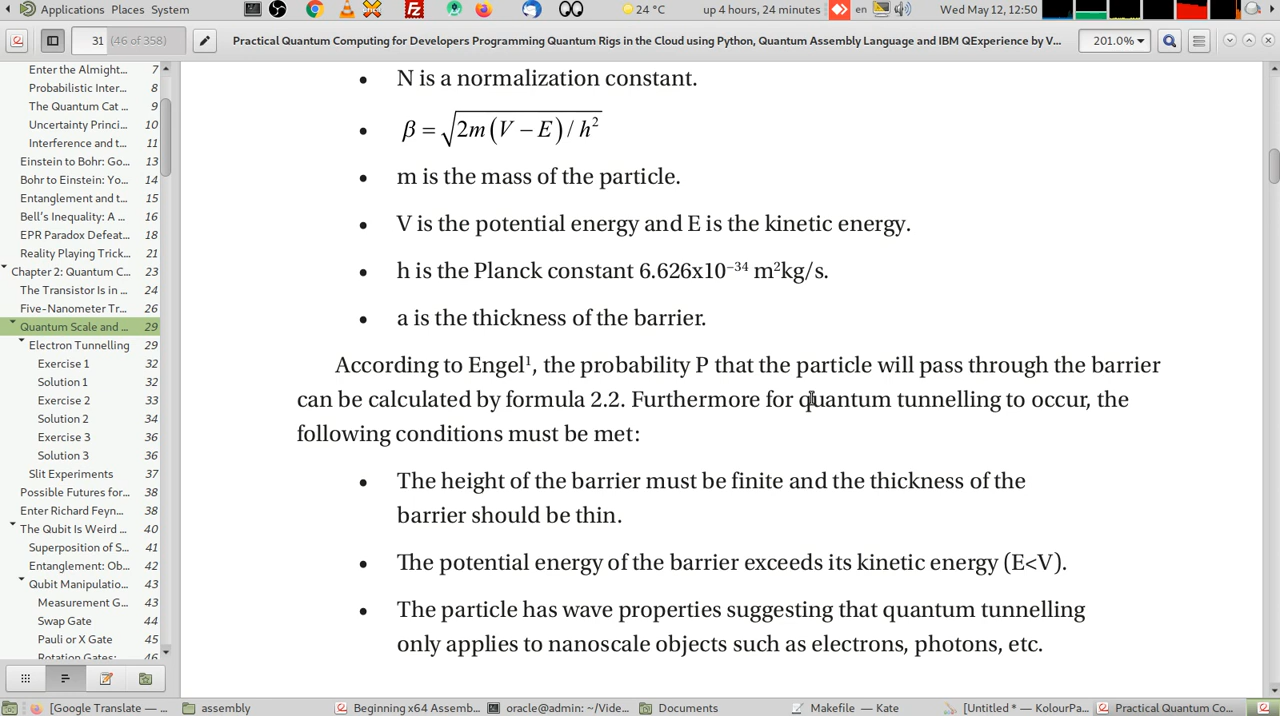 Applications Places System 24 °C up 4 hours, 24 minutes en Wed May 12, 12:50
31 (46 of 358) Practical Quantum Computing for Developers Programming Quantum Rigs in the Cloud using Python, Quantum Assembly Language and IBM QExperience by V... 201.0%
Enter the Almight... 7
Probabilistic Inter... 8
The Quantum Cat ... 9
Uncertainty Princi... 10
Interference and t... 11
Einstein to Bohr: Go... 13
Bohr to Einstein: Yo... 14
Entanglement and t... 15
Bell's Inequality: A ... 16
EPR Paradox Defeat... 18
Reality Playing Trick... 21
Chapter 2: Quantum C... 23
The Transistor Is in ... 24
Five-Nanometer Tr... 26
Quantum Scale and ... 29
Electron Tunnelling 29
Exercise 1 32
Solution 1 32
Exercise 2 33
Solution 2 34
Exercise 3 36
Solution 3 36
Slit Experiments 37
Possible Futures for... 38
Enter Richard Feyn... 38
The Qubit Is Weird ... 40
Superposition of S... 41
Entanglement: Ob... 42
Qubit Manipulatio... 43
Measurement G... 43
Swap Gate 44
Pauli or X Gate 45
Rotation Gates: ... 46
• N is a normalization constant.
• β = √2m(V − E) / h²
• m is the mass of the particle.
• V is the potential energy and E is the kinetic energy.
• h is the Planck constant 6.626x10⁻³⁴ m²kg/s.
• a is the thickness of the barrier.
According to Engel¹, the probability P that the particle will pass through the barrier
can be calculated by formula 2.2. Furthermore for quantum tunnelling to occur, the
following conditions must be met:
• The height of the barrier must be finite and the thickness of the
barrier should be thin.
• The potential energy of the barrier exceeds its kinetic energy (E<V).
• The particle has wave properties suggesting that quantum tunnelling
only applies to nanoscale objects such as electrons, photons, etc.
[Google Translate — ... assembly Beginning x64 Assemb... oracle@admin: ~/Vide... Documents Makefile — Kate [Untitled *] — KolourPa... Practical Quantum Co...